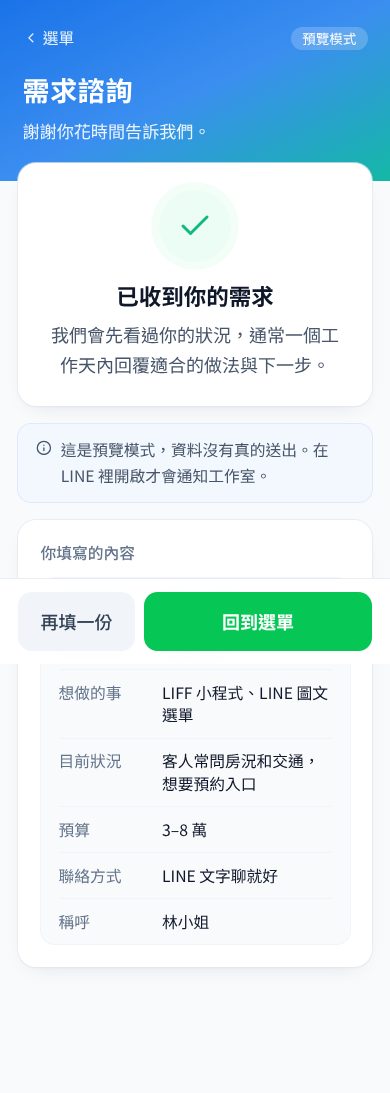 選單
預覽模式
需求諮詢
謝謝你花時間告訴我們。
已收到你的需求
我們會先看過你的狀況，通常一個工
作天內回覆適合的做法與下一步。
這是預覽模式，資料沒有真的送出。在
LINE 裡開啟才會通知工作室。
你填寫的內容
再填一份
回到選單
想做的事
LIFF 小程式、LINE 圖文
選單
目前狀況
客人常問房況和交通，
想要預約入口
預算
3–8 萬
聯絡方式
LINE 文字聊就好
稱呼
林小姐